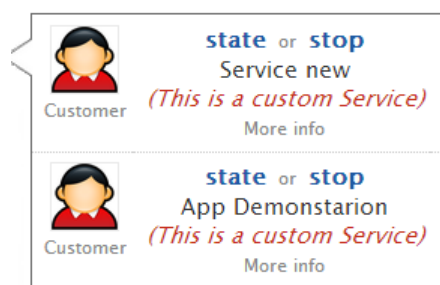 state or stop
Service new
(This is a custom Service)
Customer
More info
state or stop
App Demonstarion
(This is a custom Service)
Customer
More info